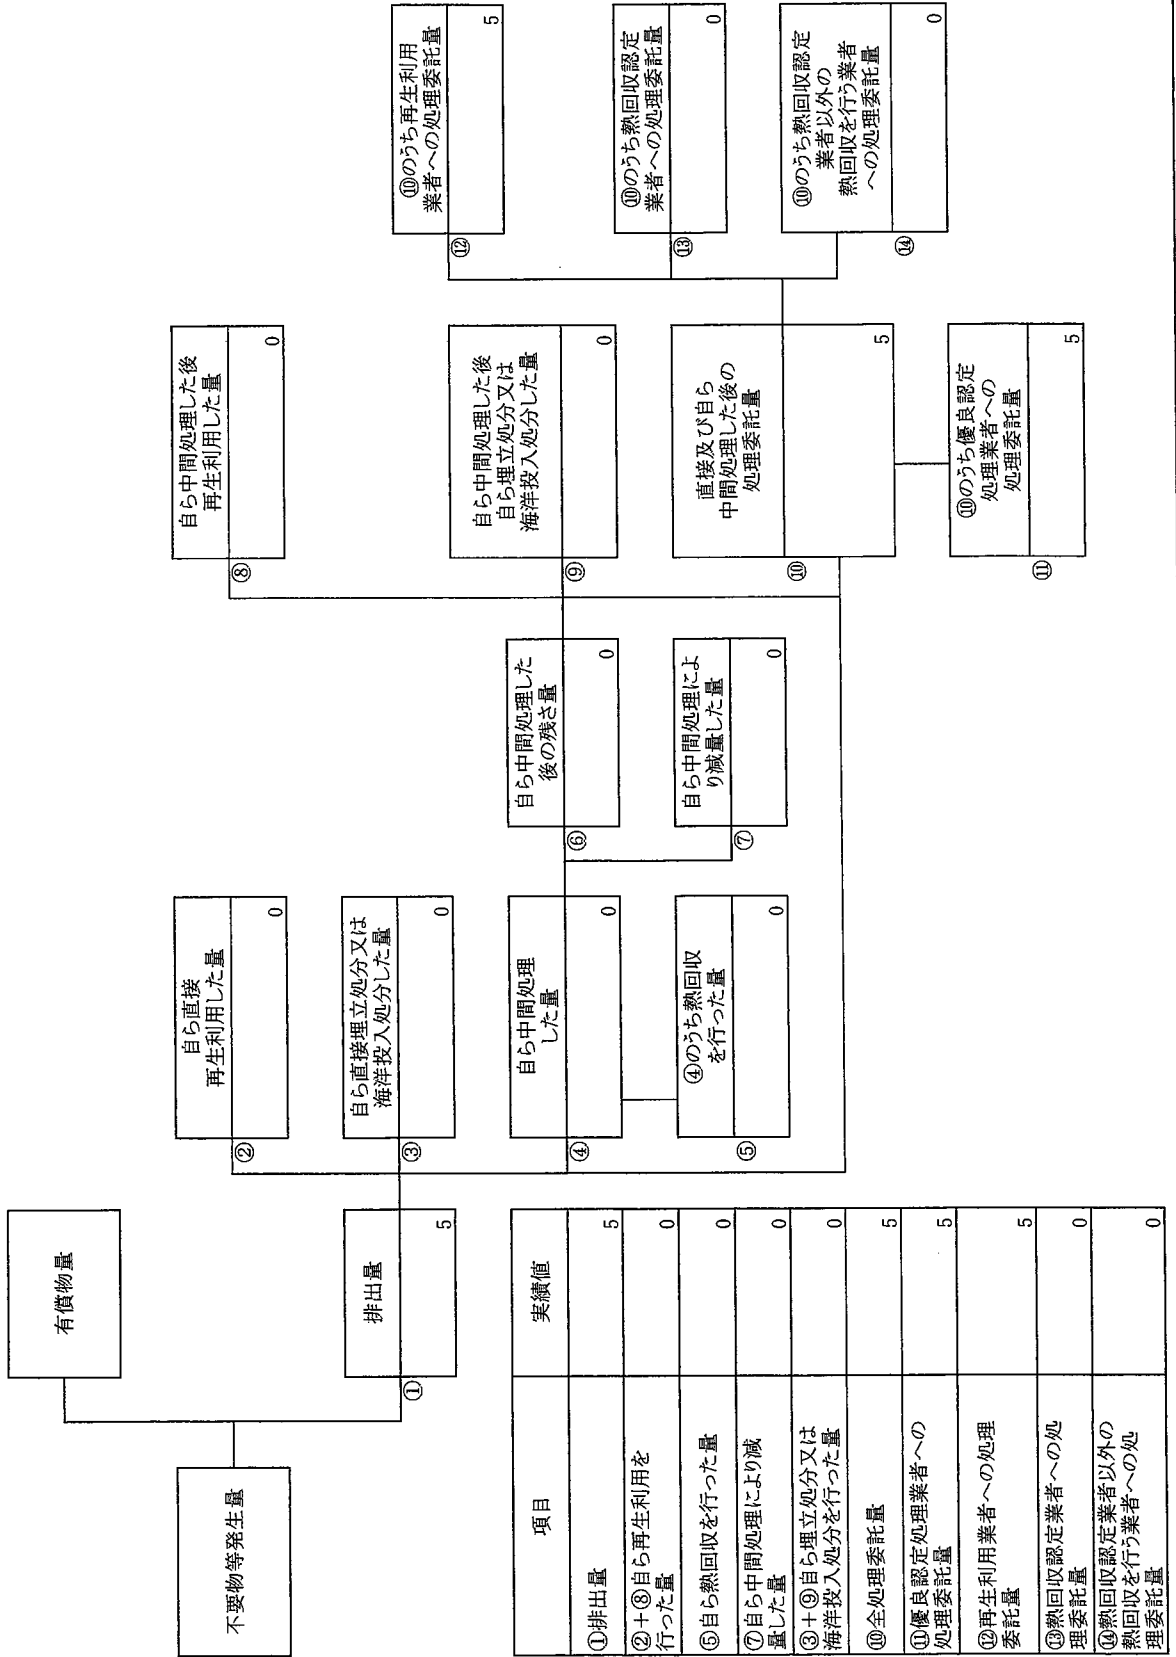 不要物等発生量
有償物量
①
排出量
5
②
自ら直接
再生利用した量
0
③
自ら直接埋立処分又は
海洋投入処分した量
0
④
自ら中間処理
した量
0
⑤
④のうち熱回収
を行った量
0
⑥
自ら中間処理した
後の残さ量
0
⑦
自ら中間処理によ
り減量した量
0
⑧
自ら中間処理した後
再生利用した量
0
⑨
自ら中間処理した後
自ら埋立処分又は
海洋投入処分した量
0
⑩
直接及び自ら
中間処理した後の
処理委託量
5
⑪
⑩のうち優良認定
処理業者への
処理委託量
5
⑫
⑩のうち再生利用
業者への処理委託量
5
⑬
⑩のうち熱回収認定
業者への処理委託量
0
⑭
⑩のうち熱回収認定
業者以外の
熱回収を行う業者
への処理委託量
0
項目 実績値
①排出量 5
②+⑧自ら再生利用を
行った量 0
⑤自ら熱回収を行った量 0
⑦自ら中間処理により減
量した量 0
③+⑨自ら埋立処分又は
海洋投入処分を行った量 0
⑩全処理委託量 5
⑪優良認定処理業者への
処理委託量 5
⑫再生利用業者への処理
委託量 5
⑬熱回収認定業者への処
理委託量 0
⑭熱回収認定業者以外の
熱回収を行う業者への処
理委託量 0